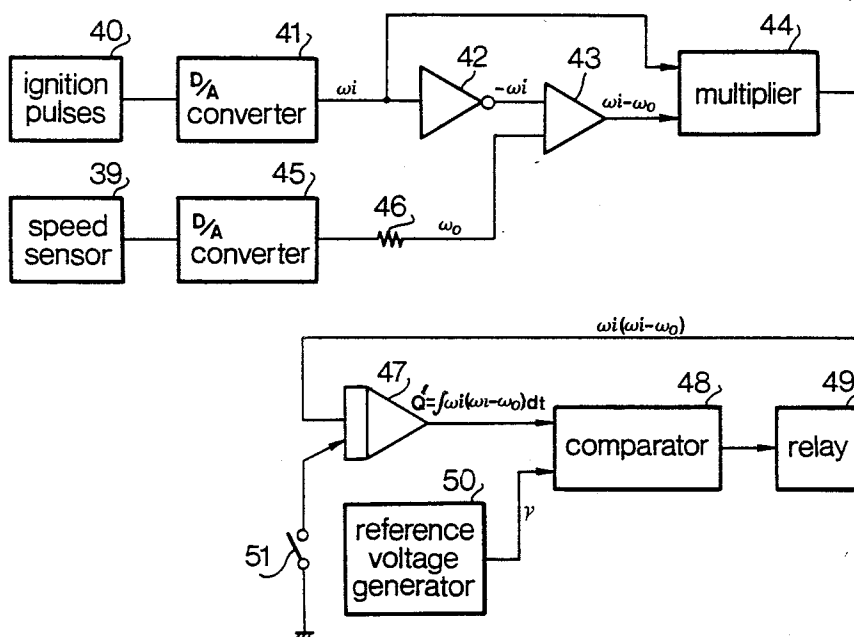 40
41
42
43
44
ignition
pulses
D/A
converter
ωi
-ωi
ωi-ωo
multiplier
39
45
46
speed
sensor
D/A
converter
ωo
ωi(ωi-ωo)
47
48
49
Q́=∫ωi(ωi-ωo)dt
comparator
relay
50
γ
51
reference
voltage
generator